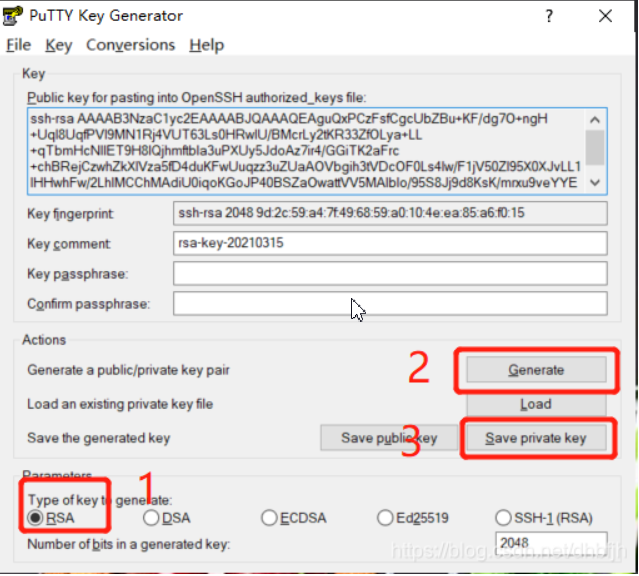 PuTTY Key Generator
File Key Conversions Help
Key
Public key for pasting into OpenSSH authorized_keys file:
ssh-rsa AAAAB3NzaC1yc2EAAAABJQAAAQEAguQxPCzFsfCgcUbZBu+KF/dg7O+ngH
+UqI8UqfPVl9MN1Rj4VUT63Ls0HRwIU/BMcrLy2tKR33ZfOLya+LL
+qTbmHcNIlET9H8lQjhmftbIa3uPXUy5JdoAz7ir4/GGiTK2aFrc
+chBRejCzwhZkXlVza5fD4duKFwUuqzz3uZUaAOVbgih3tVDcOF0Ls4lw/F1jV50Zl95X0XJvLL1
IHHwhFw/2LhlMCChMAdiU0iqoKGoJP40BSZaOwattVV5MAlblo/95S8Jj9d8KsK/mrxu9veYYE
Key fingerprint: ssh-rsa 2048 9d:2c:59:a4:7f:49:68:59:a0:10:4e:ea:85:a6:f0:15
Key comment: rsa-key-20210315
Key passphrase:
Confirm passphrase:
Actions
Generate a public/private key pair 2 Generate
Load an existing private key file Load
Save the generated key Save public key 3 Save private key
Parameters
Type of key to generate: 1
RSA DSA ECDSA Ed25519 SSH-1 (RSA)
Number of bits in a generated key: 2048
https://blog.csdn.net/dhbfjh